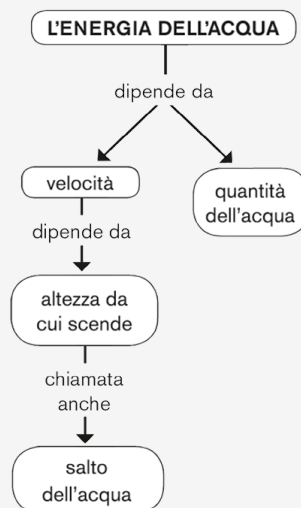 L'ENERGIA DELL'ACQUA
dipende da
velocità
quantità
dell'acqua
dipende da
altezza da
cui scende
chiamata
anche
salto
dell'acqua